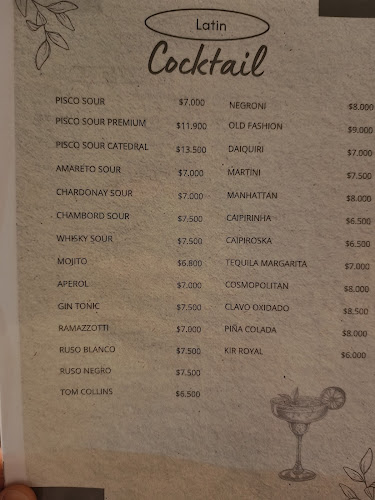 Latin
Cocktail
PISCO SOUR $7.000
PISCO SOUR PREMIUM $11.900
PISCO SOUR CATEDRAL $13.500
AMARETO SOUR $7.000
CHARDONAY SOUR $7.000
CHAMBORD SOUR $7.500
WHISKY SOUR $7.500
MOJITO $6.800
APEROL $7.000
GIN TONIC $7.500
RAMAZZOTTI $7.000
RUSO BLANCO $7.500
RUSO NEGRO $7.500
TOM COLLINS $6.500
NEGRONI $8.000
OLD FASHION $9.000
DAIQUIRI $7.000
MARTINI $7.500
MANHATTAN $8.000
CAIPIRINHA $6.500
CAIPIROSKA $6.500
TEQUILA MARGARITA $7.000
COSMOPOLITAN $8.000
CLAVO OXIDADO $8.500
PIÑA COLADA $8.000
KIR ROYAL $6.000